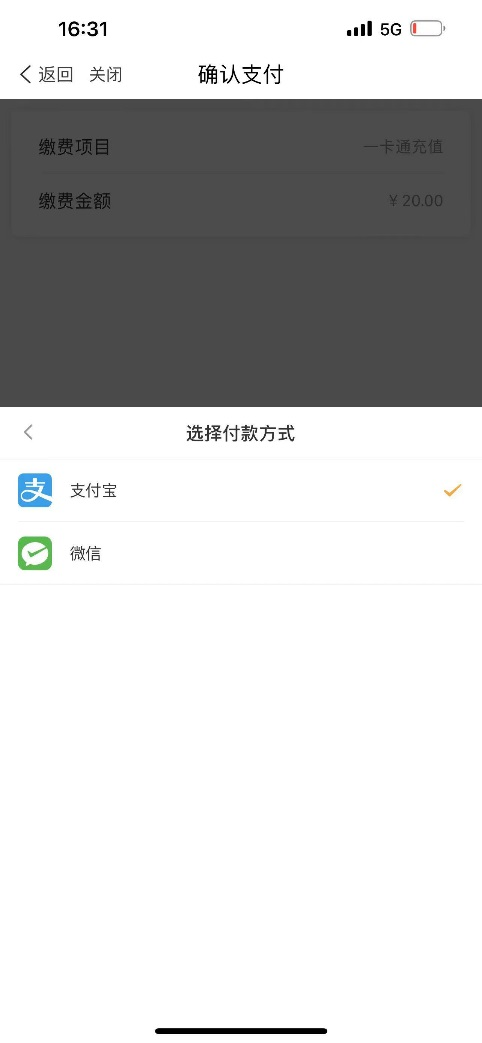 16:31 5G
返回 关闭 确认支付
缴费项目 一卡通充值
缴费金额 ¥20.00
选择付款方式
支 支付宝
微信